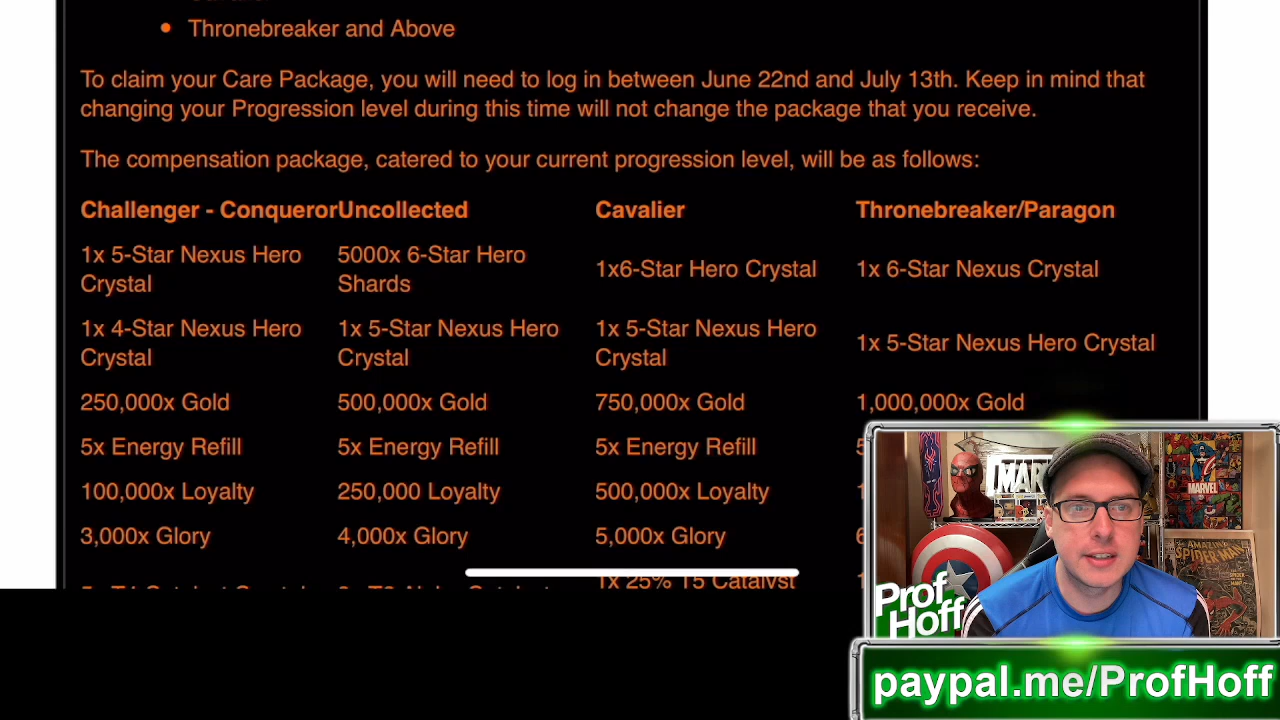 Thronebreaker and Above
To claim your Care Package, you will need to log in between June 22nd and July 13th. Keep in mind that
changing your Progression level during this time will not change the package that you receive.
The compensation package, catered to your current progression level, will be as follows:
Challenger - Conqueror Uncollected Cavalier Thronebreaker/Paragon
1x 5-Star Nexus Hero 5000x 6-Star Hero 1x6-Star Hero Crystal 1x 6-Star Nexus Crystal
Crystal Shards
1x 4-Star Nexus Hero 1x 5-Star Nexus Hero 1x 5-Star Nexus Hero 1x 5-Star Nexus Hero Crystal
Crystal Crystal Crystal
250,000x Gold 500,000x Gold 750,000x Gold 1,000,000x Gold
5x Energy Refill 5x Energy Refill 5x Energy Refill
100,000x Loyalty 250,000 Loyalty 500,000x Loyalty
3,000x Glory 4,000x Glory 5,000x Glory
1x 25% T5 Catalyst
MARVEL
AMAZING
SPIDER-MAN
Prof
Hoff
paypal.me/ProfHoff